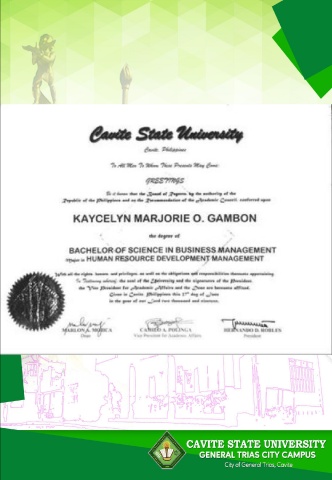 Cavite State University
Cavite, Philippines
To All Men To Whom These Presents May Come:
GREETINGS
Be it known that the Board of Regents by the authority of the
Republic of the Philippines and on the Recommendation of the Academic Council, conferred upon
KAYCELYN MARJORIE O. GAMBON
the degree of
BACHELOR OF SCIENCE IN BUSINESS MANAGEMENT
Major in HUMAN RESOURCE DEVELOPMENT MANAGEMENT
With all the rights, honors and privileges as well as the obligations and responsibilities thereunto appertaining
In Testimony whereof, the seal of the University and the signatures of the President
the Vice President for Academic Affairs and the Dean are hereunto affixed.
Given in Cavite, Philippines this day of June
in the year of our Lord two thousand and nineteen.
MARLON A. MOJICA
Dean
CAMILO A. POLINGA
Vice President for Academic Affairs
HERNANDO D. ROBLES
President
CAVITE STATE UNIVERSITY
GENERAL TRIAS CITY CAMPUS
City of General Trias, Cavite